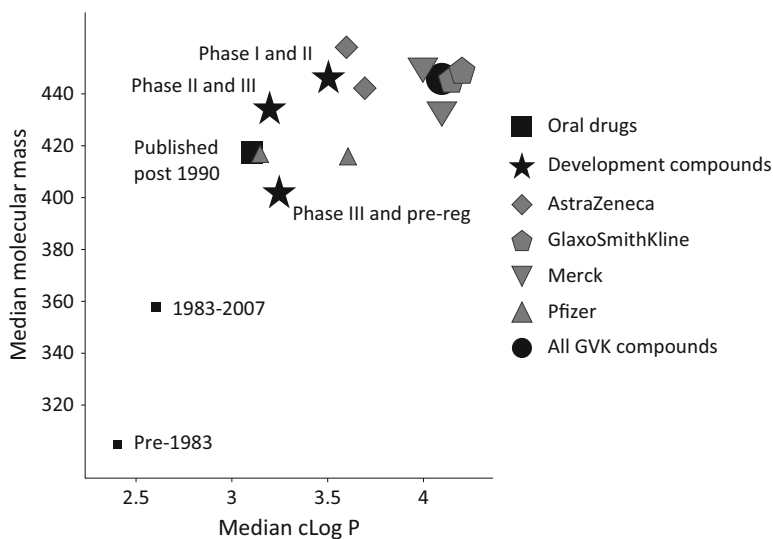 Phase I and II
Phase II and III
Published
post 1990
Phase III and pre-reg
1983-2007
Pre-1983
440
420
400
380
360
340
320
2.5
3
3.5
4
Median molecular mass
Median cLog P
Oral drugs
Development compounds
AstraZeneca
GlaxoSmithKline
Merck
Pfizer
All GVK compounds